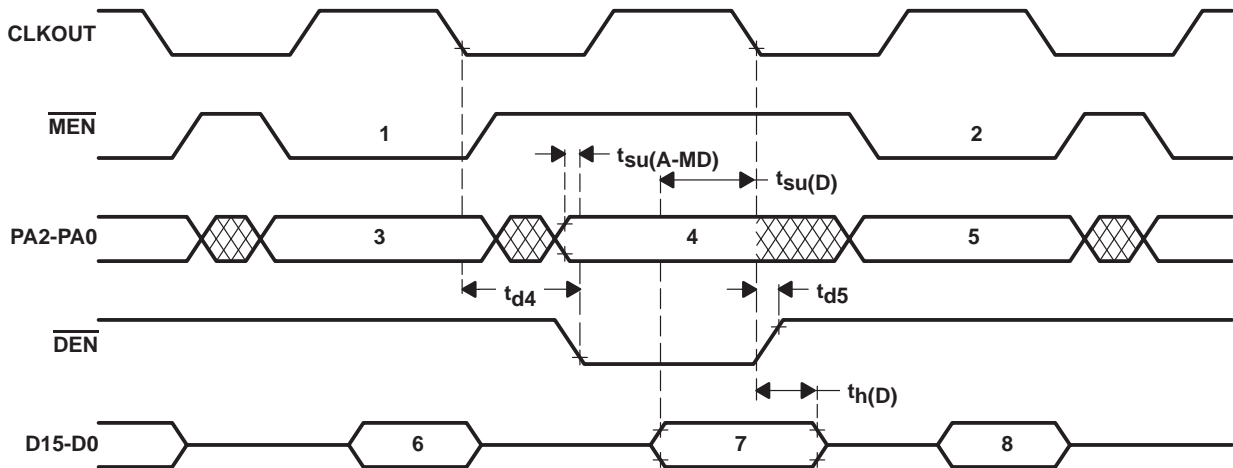 CLKOUT
MEN
1
2
tsu(A-MD)
tsu(D)
PA2-PA0
3
4
5
td4
td5
DEN
th(D)
D15-D0
6
7
8